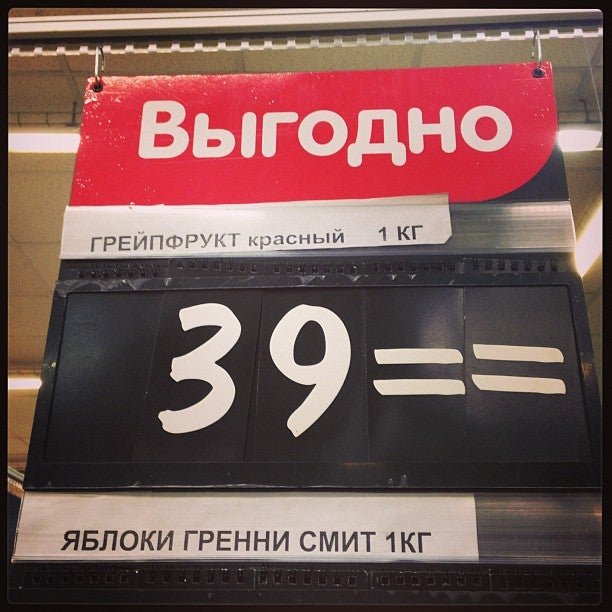 Выгодно
ГРЕЙПФРУКТ красный 1 КГ
39==
ЯБЛОКИ ГРЕННИ СМИТ 1КГ